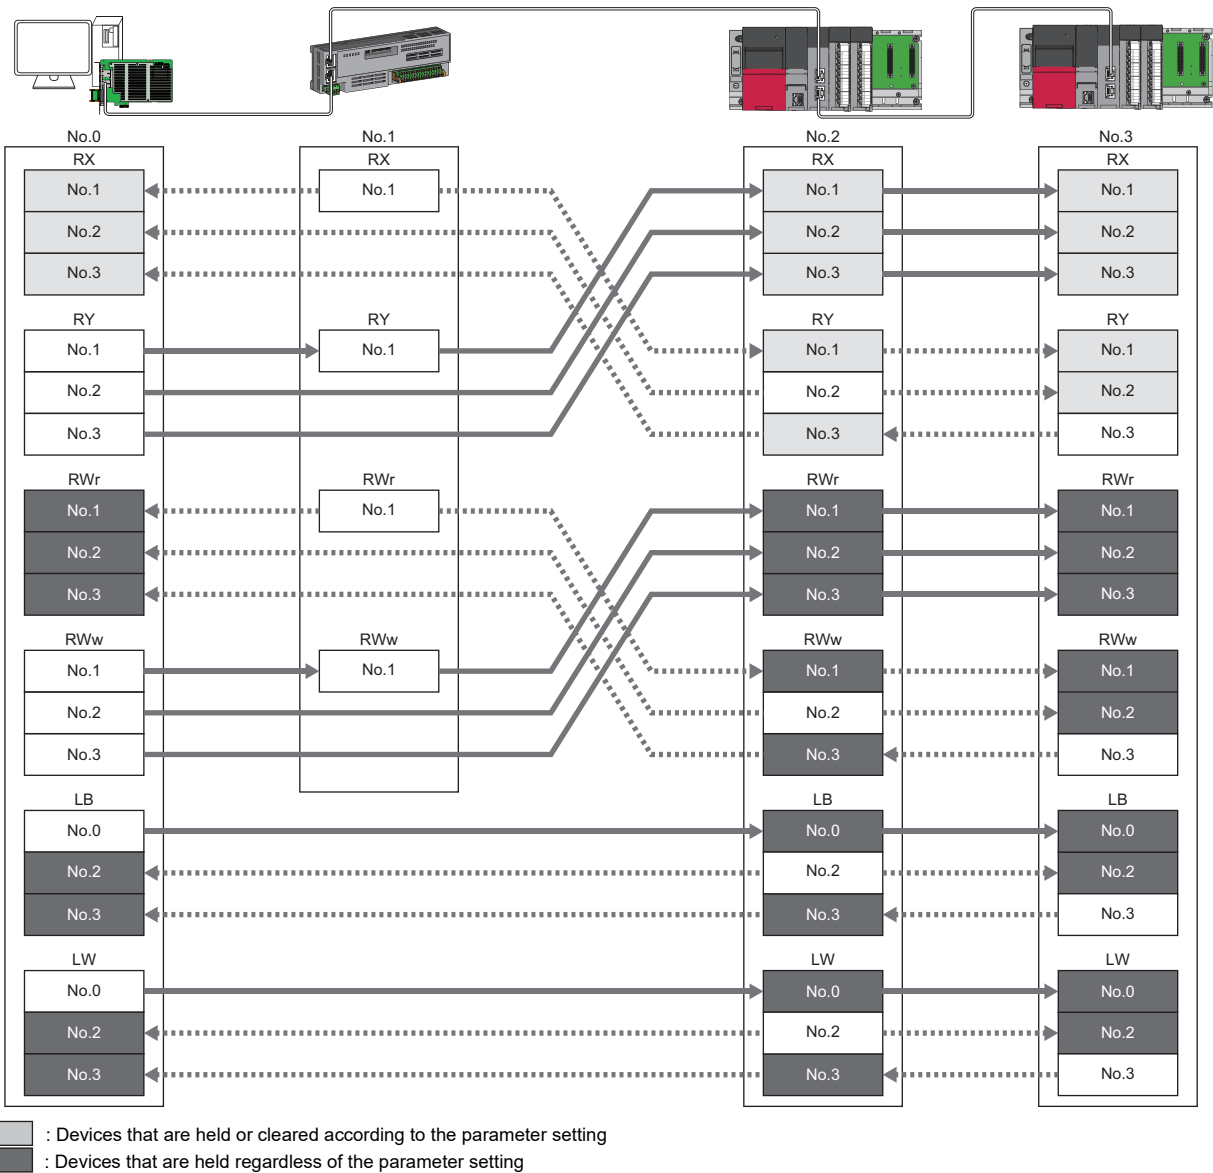 No.0 No.1 No.2 No.3
RX RX RX RX
No.1 No.1 No.1 No.1
No.2 No.2 No.2
No.3 No.3 No.3
RY RY RY RY
No.1 No.1 No.1 No.1
No.2 No.2 No.2
No.3 No.3 No.3
RWr RWr RWr RWr
No.1 No.1 No.1 No.1
No.2 No.2 No.2
No.3 No.3 No.3
RWw RWw RWw RWw
No.1 No.1 No.1 No.1
No.2 No.2 No.2
No.3 No.3 No.3
LB LB LB
No.0 No.0 No.0
No.2 No.2 No.2
No.3 No.3 No.3
LW LW LW
No.0 No.0 No.0
No.2 No.2 No.2
No.3 No.3 No.3
: Devices that are held or cleared according to the parameter setting
: Devices that are held regardless of the parameter setting